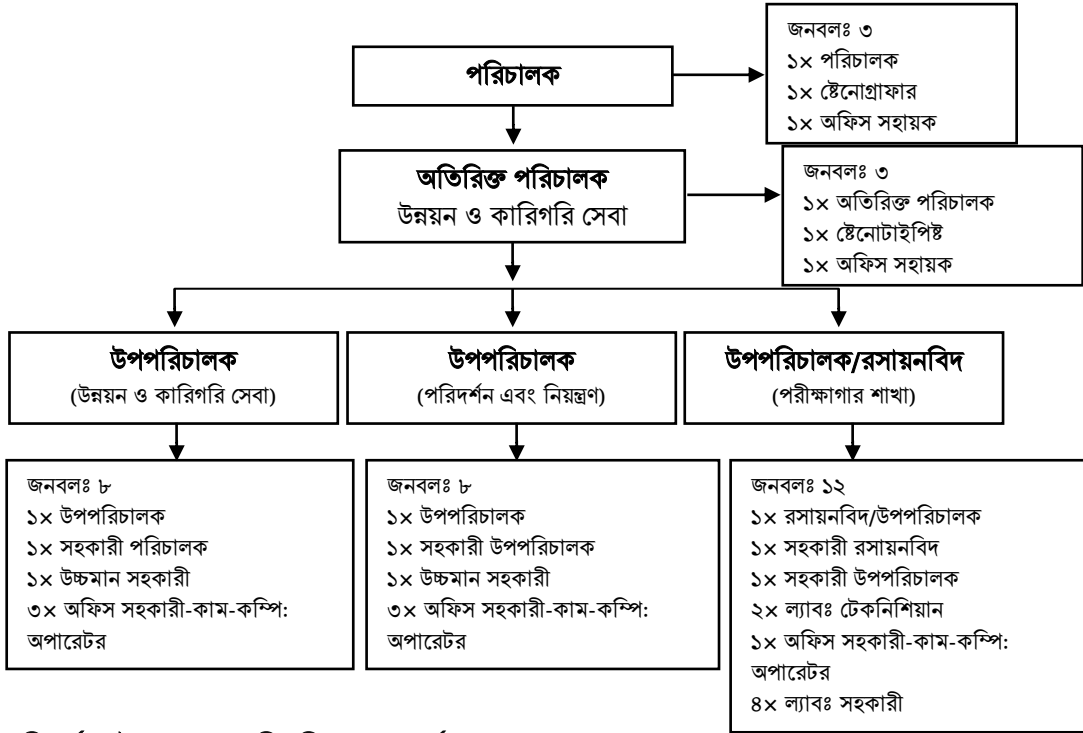 পরিচালক
জনবলঃ ৩
১× পরিচালক
১× ষ্টেনোগ্রাফার
১× অফিস সহায়ক
অতিরিক্ত পরিচালক
উন্নয়ন ও কারিগরি সেবা
জনবলঃ ৩
১× অতিরিক্ত পরিচালক
১× ষ্টেনোটাইপিষ্ট
১× অফিস সহায়ক
উপপরিচালক
(উন্নয়ন ও কারিগরি সেবা)
উপপরিচালক
(পরিদর্শন এবং নিয়ন্ত্রণ)
উপপরিচালক/রসায়নবিদ
(পরীক্ষাগার শাখা)
জনবলঃ ৮
১× উপপরিচালক
১× সহকারী পরিচালক
১× উচ্চমান সহকারী
৩× অফিস সহকারী-কাম-কম্পি:
অপারেটর
জনবলঃ ৮
১× উপপরিচালক
১× সহকারী উপপরিচালক
১× উচ্চমান সহকারী
৩× অফিস সহকারী-কাম-কম্পি:
অপারেটর
জনবলঃ ১২
১× রসায়নবিদ/উপপরিচালক
১× সহকারী রসায়নবিদ
১× সহকারী উপপরিচালক
২× ল্যাবঃ টেকনিশিয়ান
১× অফিস সহকারী-কাম-কম্পি:
অপারেটর
৪× ল্যাবঃ সহকারী